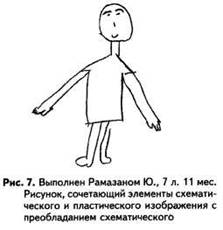 Рис. 7. Выполнен Рамазаном Ю., 7 л. 11 мес.
Рисунок, сочетающий элементы схемати-
ческого и пластического изображения с
преобладанием схематического